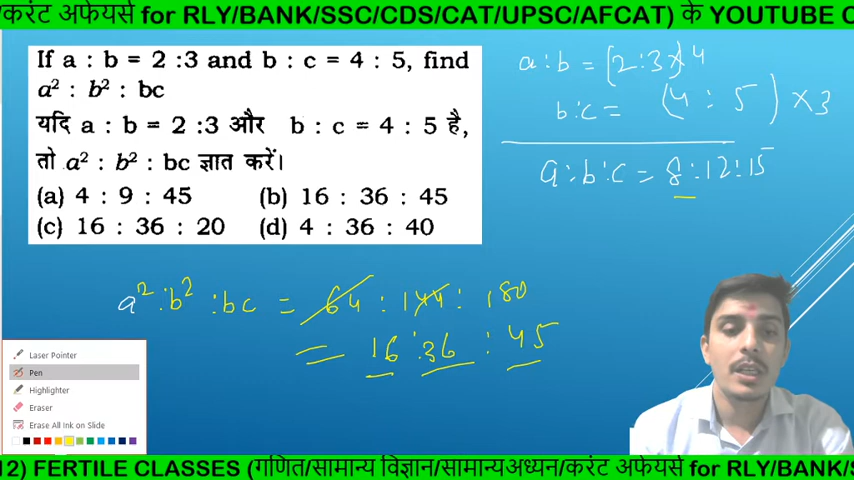 /करंट अफेयर्स for RLY/BANK/SSC/CDS/CAT/UPSC/AFCAT) के YOUTUBE C
If a : b = 2 :3 and b : c = 4 : 5, find
a² : b² : bc
यदि a : b = 2 :3 और b : c = 4 : 5 है,
तो a² : b² : bc ज्ञात करें।
(a) 4 : 9 : 45 (b) 16 : 36 : 45
(c) 16 : 36 : 20 (d) 4 : 36 : 40
a:b = (2:3)×4
b:c = (4 : 5) × 3
a:b:c = 8:12:15
a² : b² : bc = 64 : 144 : 180
= 16 : 36 : 45
Laser Pointer
Pen
Highlighter
Eraser
Erase All Ink on Slide
12) FERTILE CLASSES (गणित/सामान्य विज्ञान/सामान्यअध्यन/करंट अफेयर्स for RLY/BANK/S